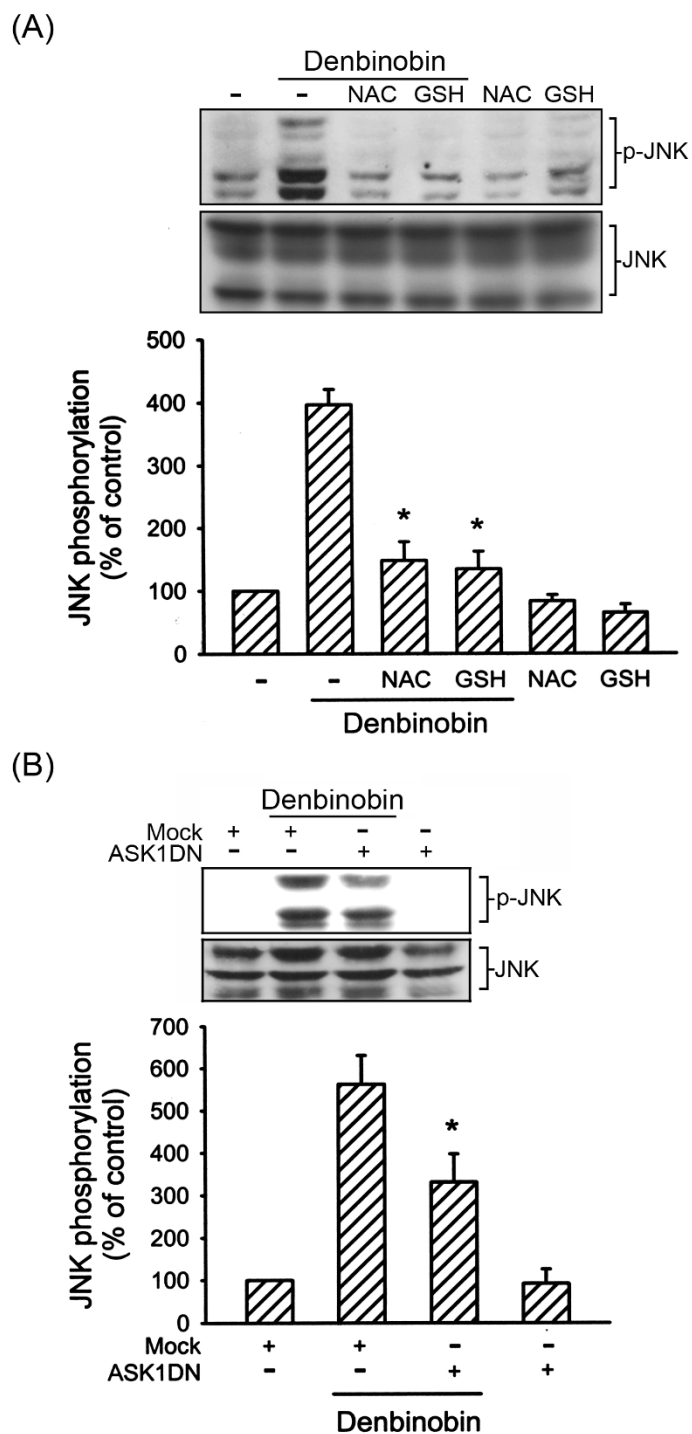 (A)
Denbinobin
- - NAC GSH NAC GSH
p-JNK
JNK
500
400
300
200
100
0
JNK phosphorylation
(% of control)
* *
- - NAC GSH NAC GSH
Denbinobin
(B)
Denbinobin
Mock + + - -
ASK1DN - - + +
p-JNK
JNK
700
600
500
400
300
200
100
0
JNK phosphorylation
(% of control)
*
Mock + + - -
ASK1DN - - + +
Denbinobin